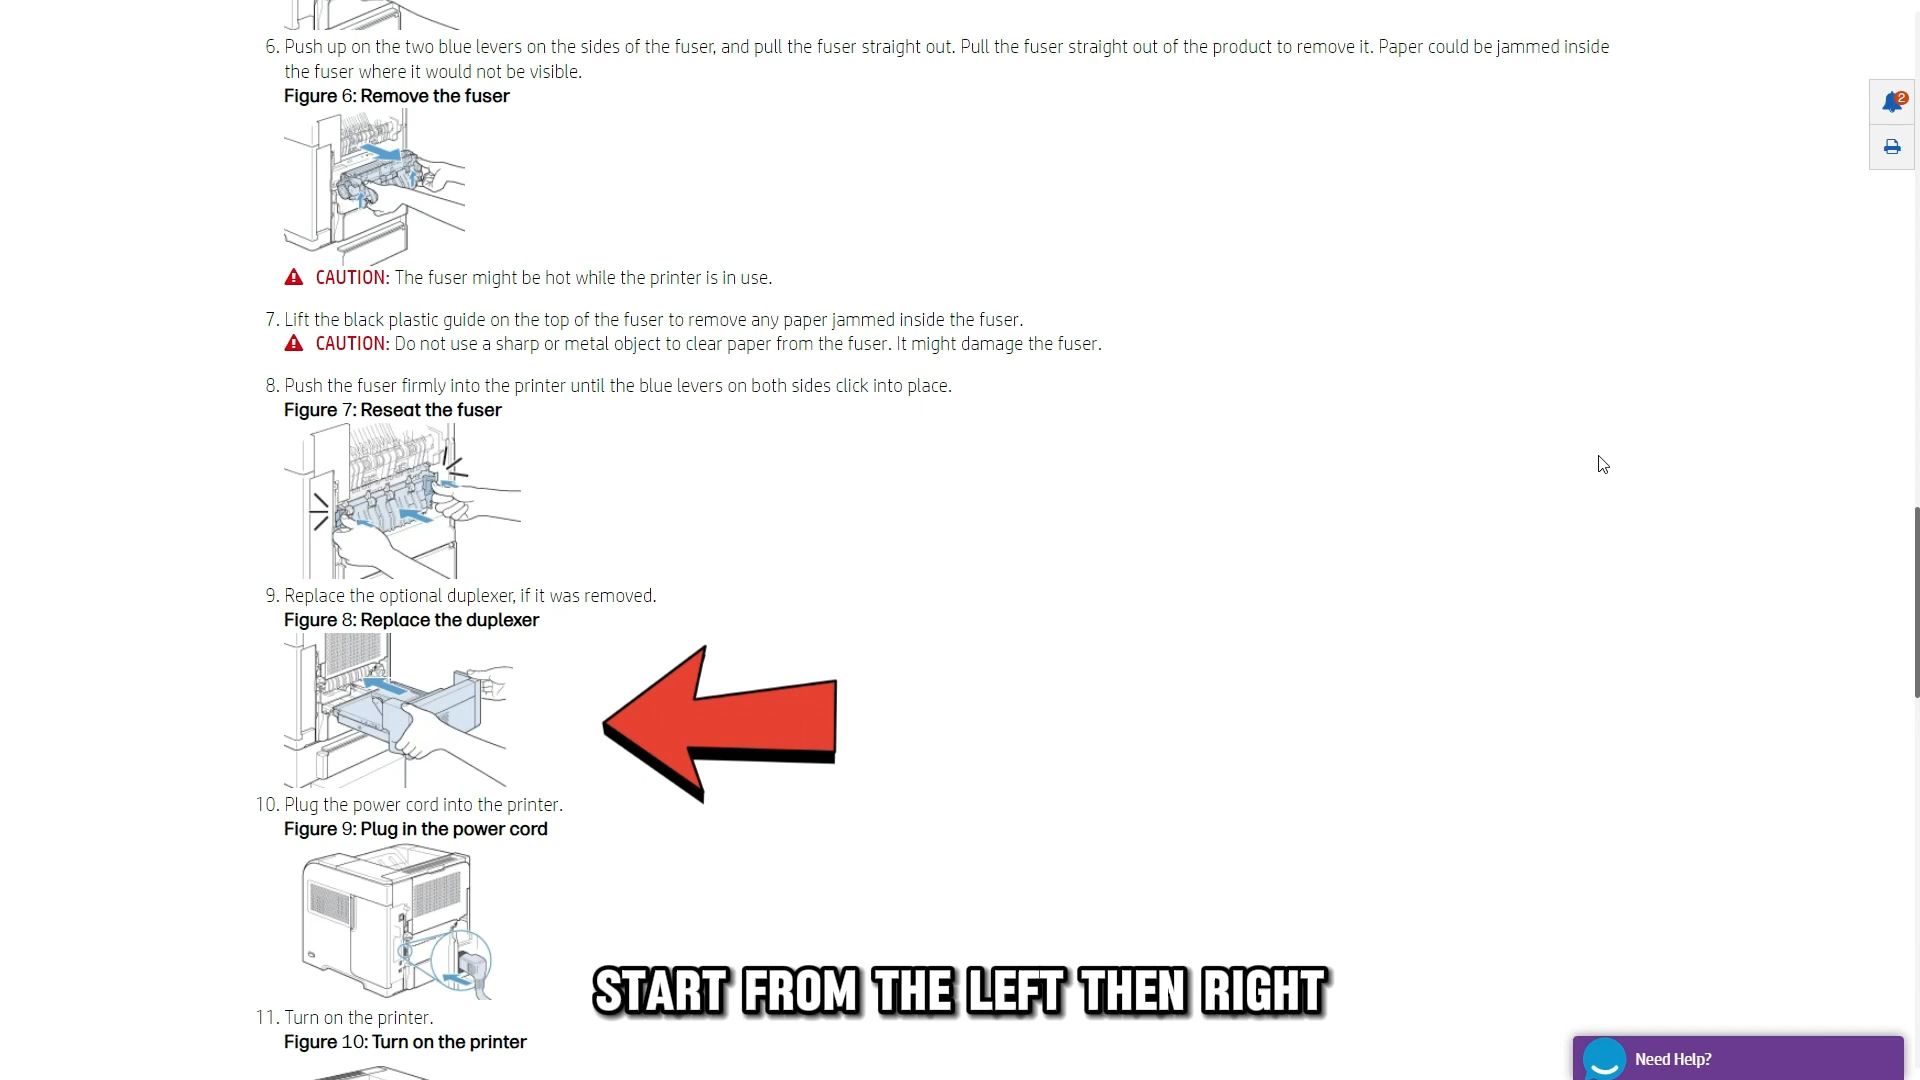 6. Push up on the two blue levers on the sides of the fuser, and pull the fuser straight out. Pull the fuser straight out of the product to remove it. Paper could be jammed inside
the fuser where it would not be visible.
Figure 6: Remove the fuser
2
CAUTION: The fuser might be hot while the printer is in use.
7. Lift the black plastic guide on the top of the fuser to remove any paper jammed inside the fuser.
CAUTION: Do not use a sharp or metal object to clear paper from the fuser. It might damage the fuser.
8. Push the fuser firmly into the printer until the blue levers on both sides click into place.
Figure 7: Reseat the fuser
9. Replace the optional duplexer, if it was removed.
Figure 8: Replace the duplexer
10. Plug the power cord into the printer.
Figure 9: Plug in the power cord
START FROM THE LEFT THEN RIGHT
11. Turn on the printer.
Figure 10: Turn on the printer
Need Help?